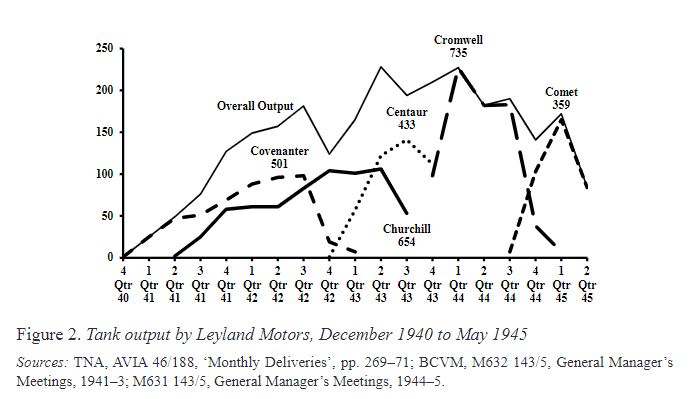 Cromwell
735
250
200
150
100
50
0
Overall Output
Covenanter
501
Centaur
433
Comet
359
Churchill
654
4 1 2 3 4 1 2 3 4 1 2 3 4 1 2 3 4 1 2
Qtr Qtr Qtr Qtr Qtr Qtr Qtr Qtr Qtr Qtr Qtr Qtr Qtr Qtr Qtr Qtr Qtr Qtr Qtr
40 41 41 41 41 42 42 42 42 43 43 43 43 44 44 44 44 45 45
Figure 2. Tank output by Leyland Motors, December 1940 to May 1945
Sources: TNA, AVIA 46/188, ‘Monthly Deliveries’, pp. 269–71; BCVM, M632 143/5, General Manager’s
Meetings, 1941–3; M631 143/5, General Manager’s Meetings, 1944–5.